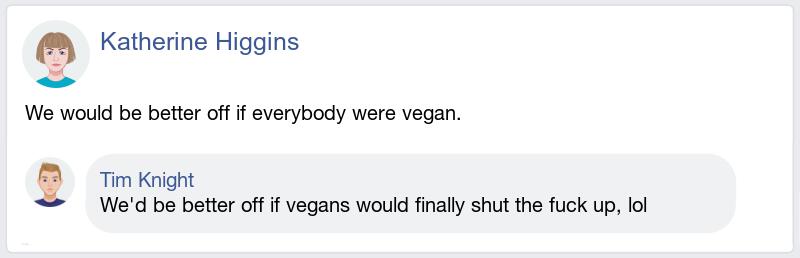 Katherine Higgins
We would be better off if everybody were vegan.
Tim Knight
We'd be better off if vegans would finally shut the fuck up, lol